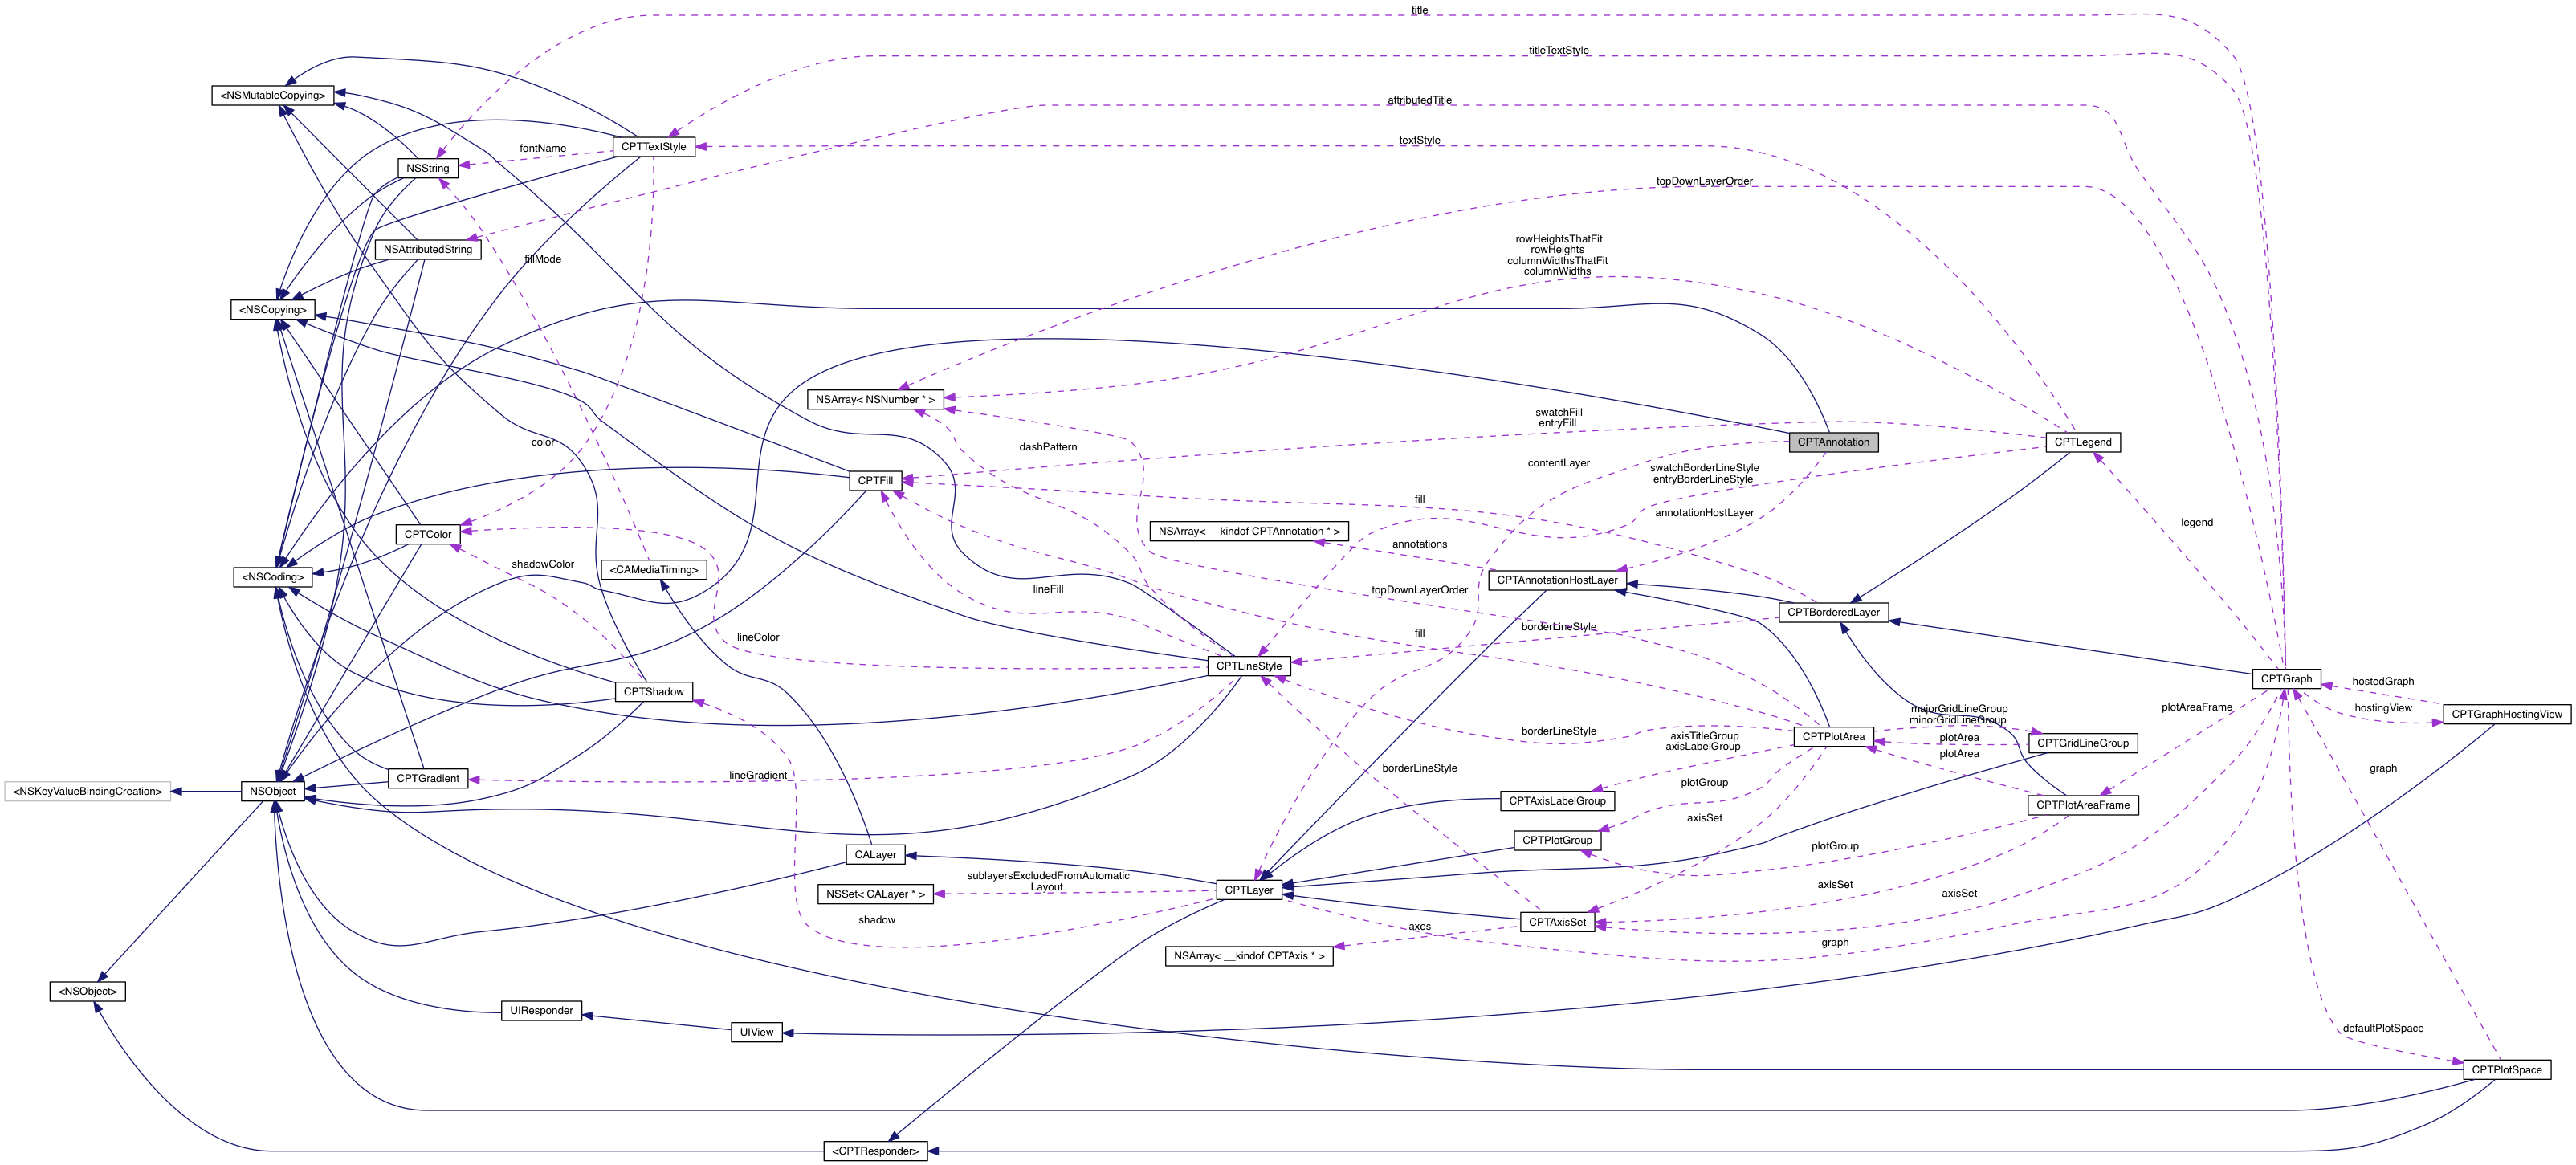 title
titleTextStyle
<NSMutableCopying>
attributedTitle
CPTTextStyle
textStyle
fontName
NSString
topDownLayerOrder
NSAttributedString
rowHeightsThatFit
rowHeights
columnWidthsThatFit
columnWidths
fillMode
<NSCopying>
NSArray< NSNumber * >
swatchFill
entryFill
color
dashPattern
CPTAnnotation
CPTLegend
contentLayer
swatchBorderLineStyle
entryBorderLineStyle
CPTFill
fill
annotationHostLayer
legend
CPTColor
NSArray< __kindof CPTAnnotation * >
annotations
shadowColor
<NSCoding>
<CAMediaTiming>
CPTAnnotationHostLayer
lineFill
topDownLayerOrder
CPTBorderedLayer
lineColor
fill
borderLineStyle
CPTLineStyle
CPTShadow
CPTGraph
hostedGraph
plotAreaFrame
hostingView
CPTGraphHostingView
majorGridLineGroup
minorGridLineGroup
borderLineStyle
axisTitleGroup
axisLabelGroup
CPTPlotArea
plotArea
CPTGridLineGroup
plotArea
borderLineStyle
graph
lineGradient
CPTGradient
plotGroup
<NSKeyValueBindingCreation>
NSObject
CPTAxisLabelGroup
CPTPlotAreaFrame
axisSet
CPTPlotGroup
plotGroup
CALayer
sublayersExcludedFromAutomatic
Layout
NSSet< CALayer * >
CPTLayer
axisSet
axisSet
shadow
axes
CPTAxisSet
graph
NSArray< __kindof CPTAxis * >
<NSObject>
UIResponder
UIView
defaultPlotSpace
CPTPlotSpace
<CPTResponder>